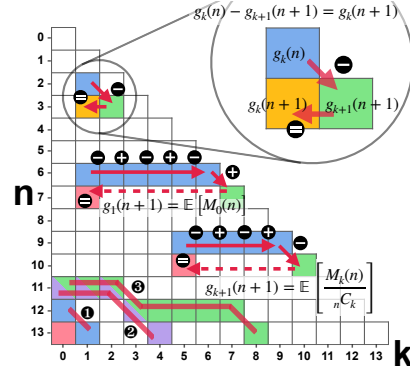 g_k(n) − g_{k+1}(n+1) = g_k(n+1)
g_k(n)
−
g_k(n+1)
g_{k+1}(n+1)
=
0
1
2
3
4
5
6
7
8
9
10
11
12
13
n
= −
− + − + − +
=
g_1(n+1) = 𝔼 [M_0(n)]
− + − + −
=
g_{k+1}(n+1) = 𝔼 [M_k(n) / _nC_k]
❸
❶
❷
0 1 2 3 4 5 6 7 8 9 10 11 12 13
k